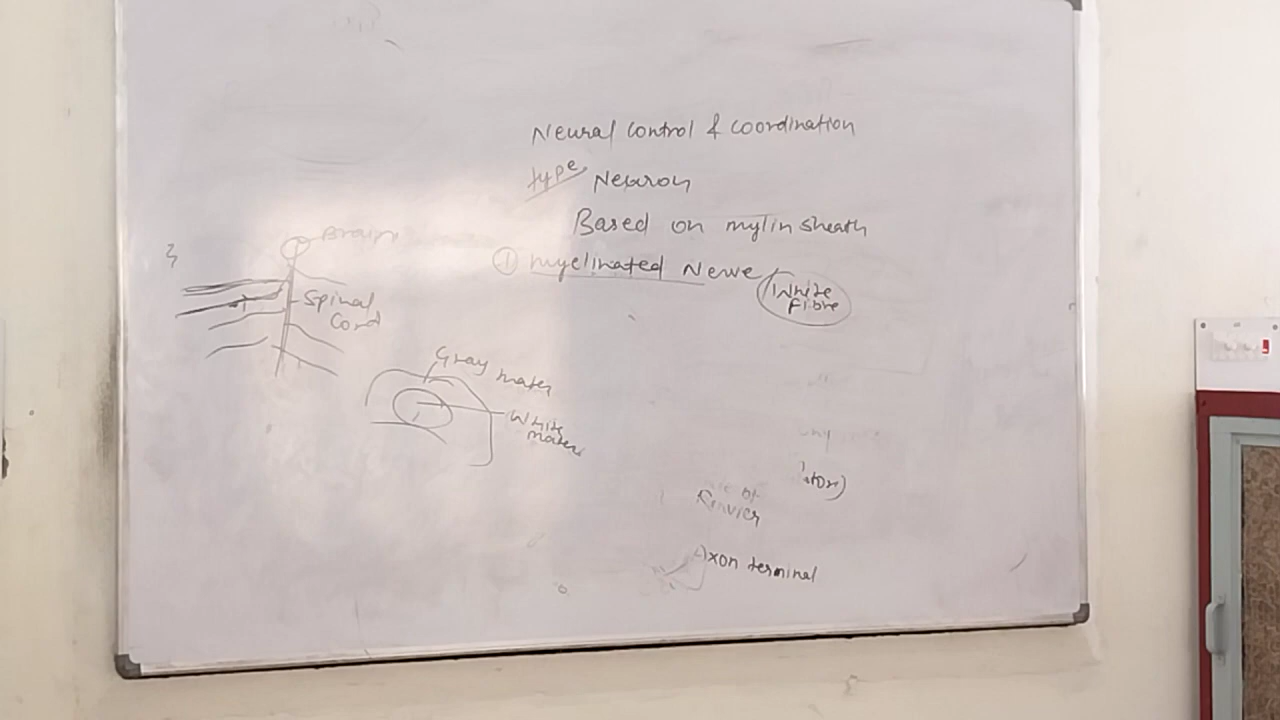 Neural control & coordination
type Neuron
Based on mylin sheath
① myelinated Nerve
White
fibre
Brain
Spinal
Cord
Gray mater
White
mater
Ranvier
Axon terminal